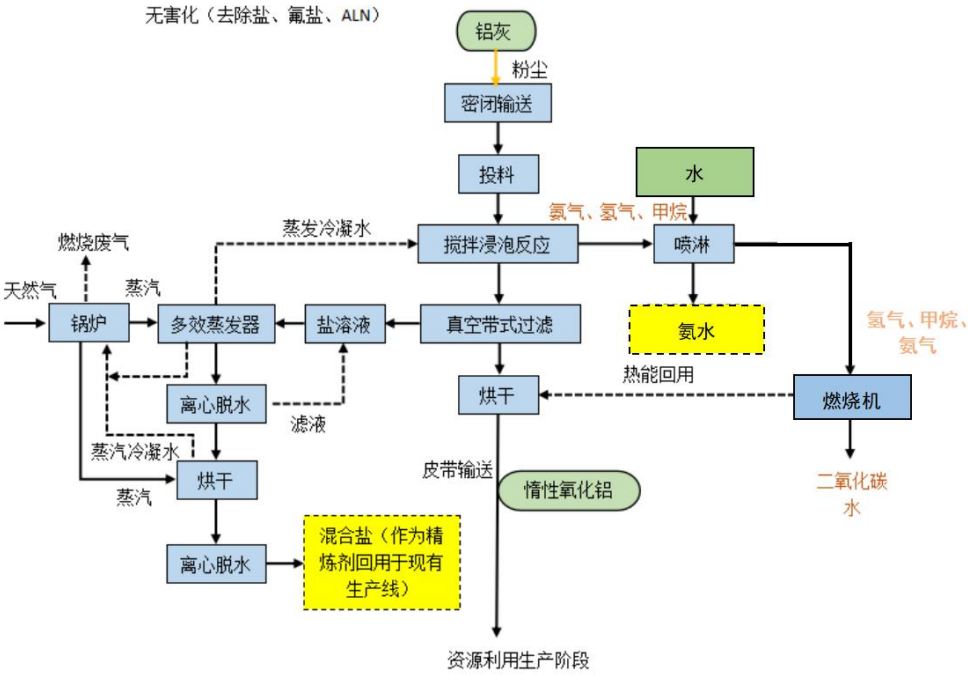 无害化（去除盐、氟盐、ALN）
铝灰
粉尘
密闭输送
投料
水
氨气、氢气、甲烷
蒸发冷凝水
搅拌浸泡反应
喷淋
燃烧废气
天然气
蒸汽
锅炉
多效蒸发器
盐溶液
真空带式过滤
氨水
氢气、甲烷、
氨气
热能回用
烘干
燃烧机
离心脱水
滤液
蒸汽冷凝水
烘干
蒸汽
皮带输送
惰性氧化铝
二氧化碳
水
离心脱水
混合盐（作为精
炼剂回用于现有
生产线）
资源利用生产阶段